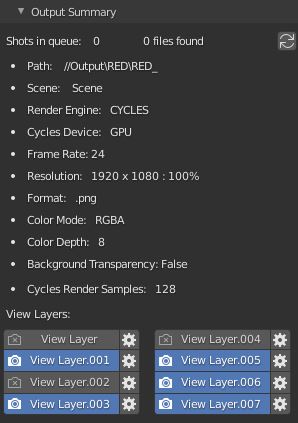 Output Summary
Shots in queue: 0 0 files found
• Path: //Output\RED\RED_
• Scene: Scene
• Render Engine: CYCLES
• Cycles Device: GPU
• Frame Rate: 24
• Resolution: 1920 x 1080 : 100%
• Format: .png
• Color Mode: RGBA
• Color Depth: 8
• Background Transparency: False
• Cycles Render Samples: 128
View Layers:
View Layer View Layer.004
View Layer.001 View Layer.005
View Layer.002 View Layer.006
View Layer.003 View Layer.007